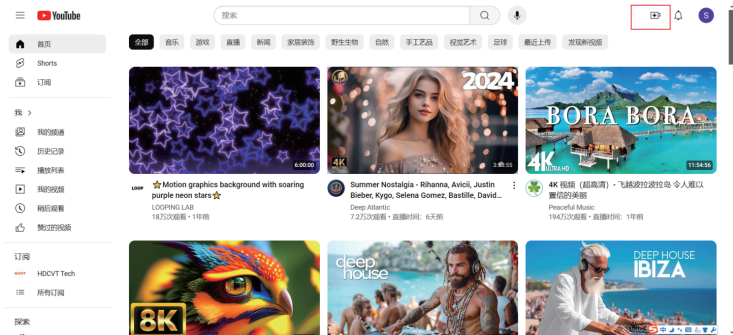 YouTube
搜索
S
首页
Shorts
订阅
我
我的频道
历史记录
播放列表
我的视频
稍后观看
赞过的视频
订阅
HDCVT Tech
所有订阅
探索
全部 音乐 游戏 直播 新闻 家居装饰 野生生物 自然 手工艺品 视觉艺术 足球 最近上传 发现新视频
6:00:00
LOOP
Motion graphics background with soaring
purple neon stars
LOOPING LAB
18万次观看 • 1年前
2024
4K
3:50:55
Summer Nostalgia - Rihanna, Avicii, Justin
Bieber, Kygo, Selena Gomez, Bastille, David...
Deep Atlantic
7.2万次观看 • 直播时间：6天前
BORA BORA
4K ULTRA HD
11:54:56
4K 视频（超高清）- 飞越波拉波拉岛 令人难以
置信的美丽
Peaceful Music
194万次观看 • 直播时间：1年前
8K
deep
house
DEEP HOUSE
IBIZA
S 中